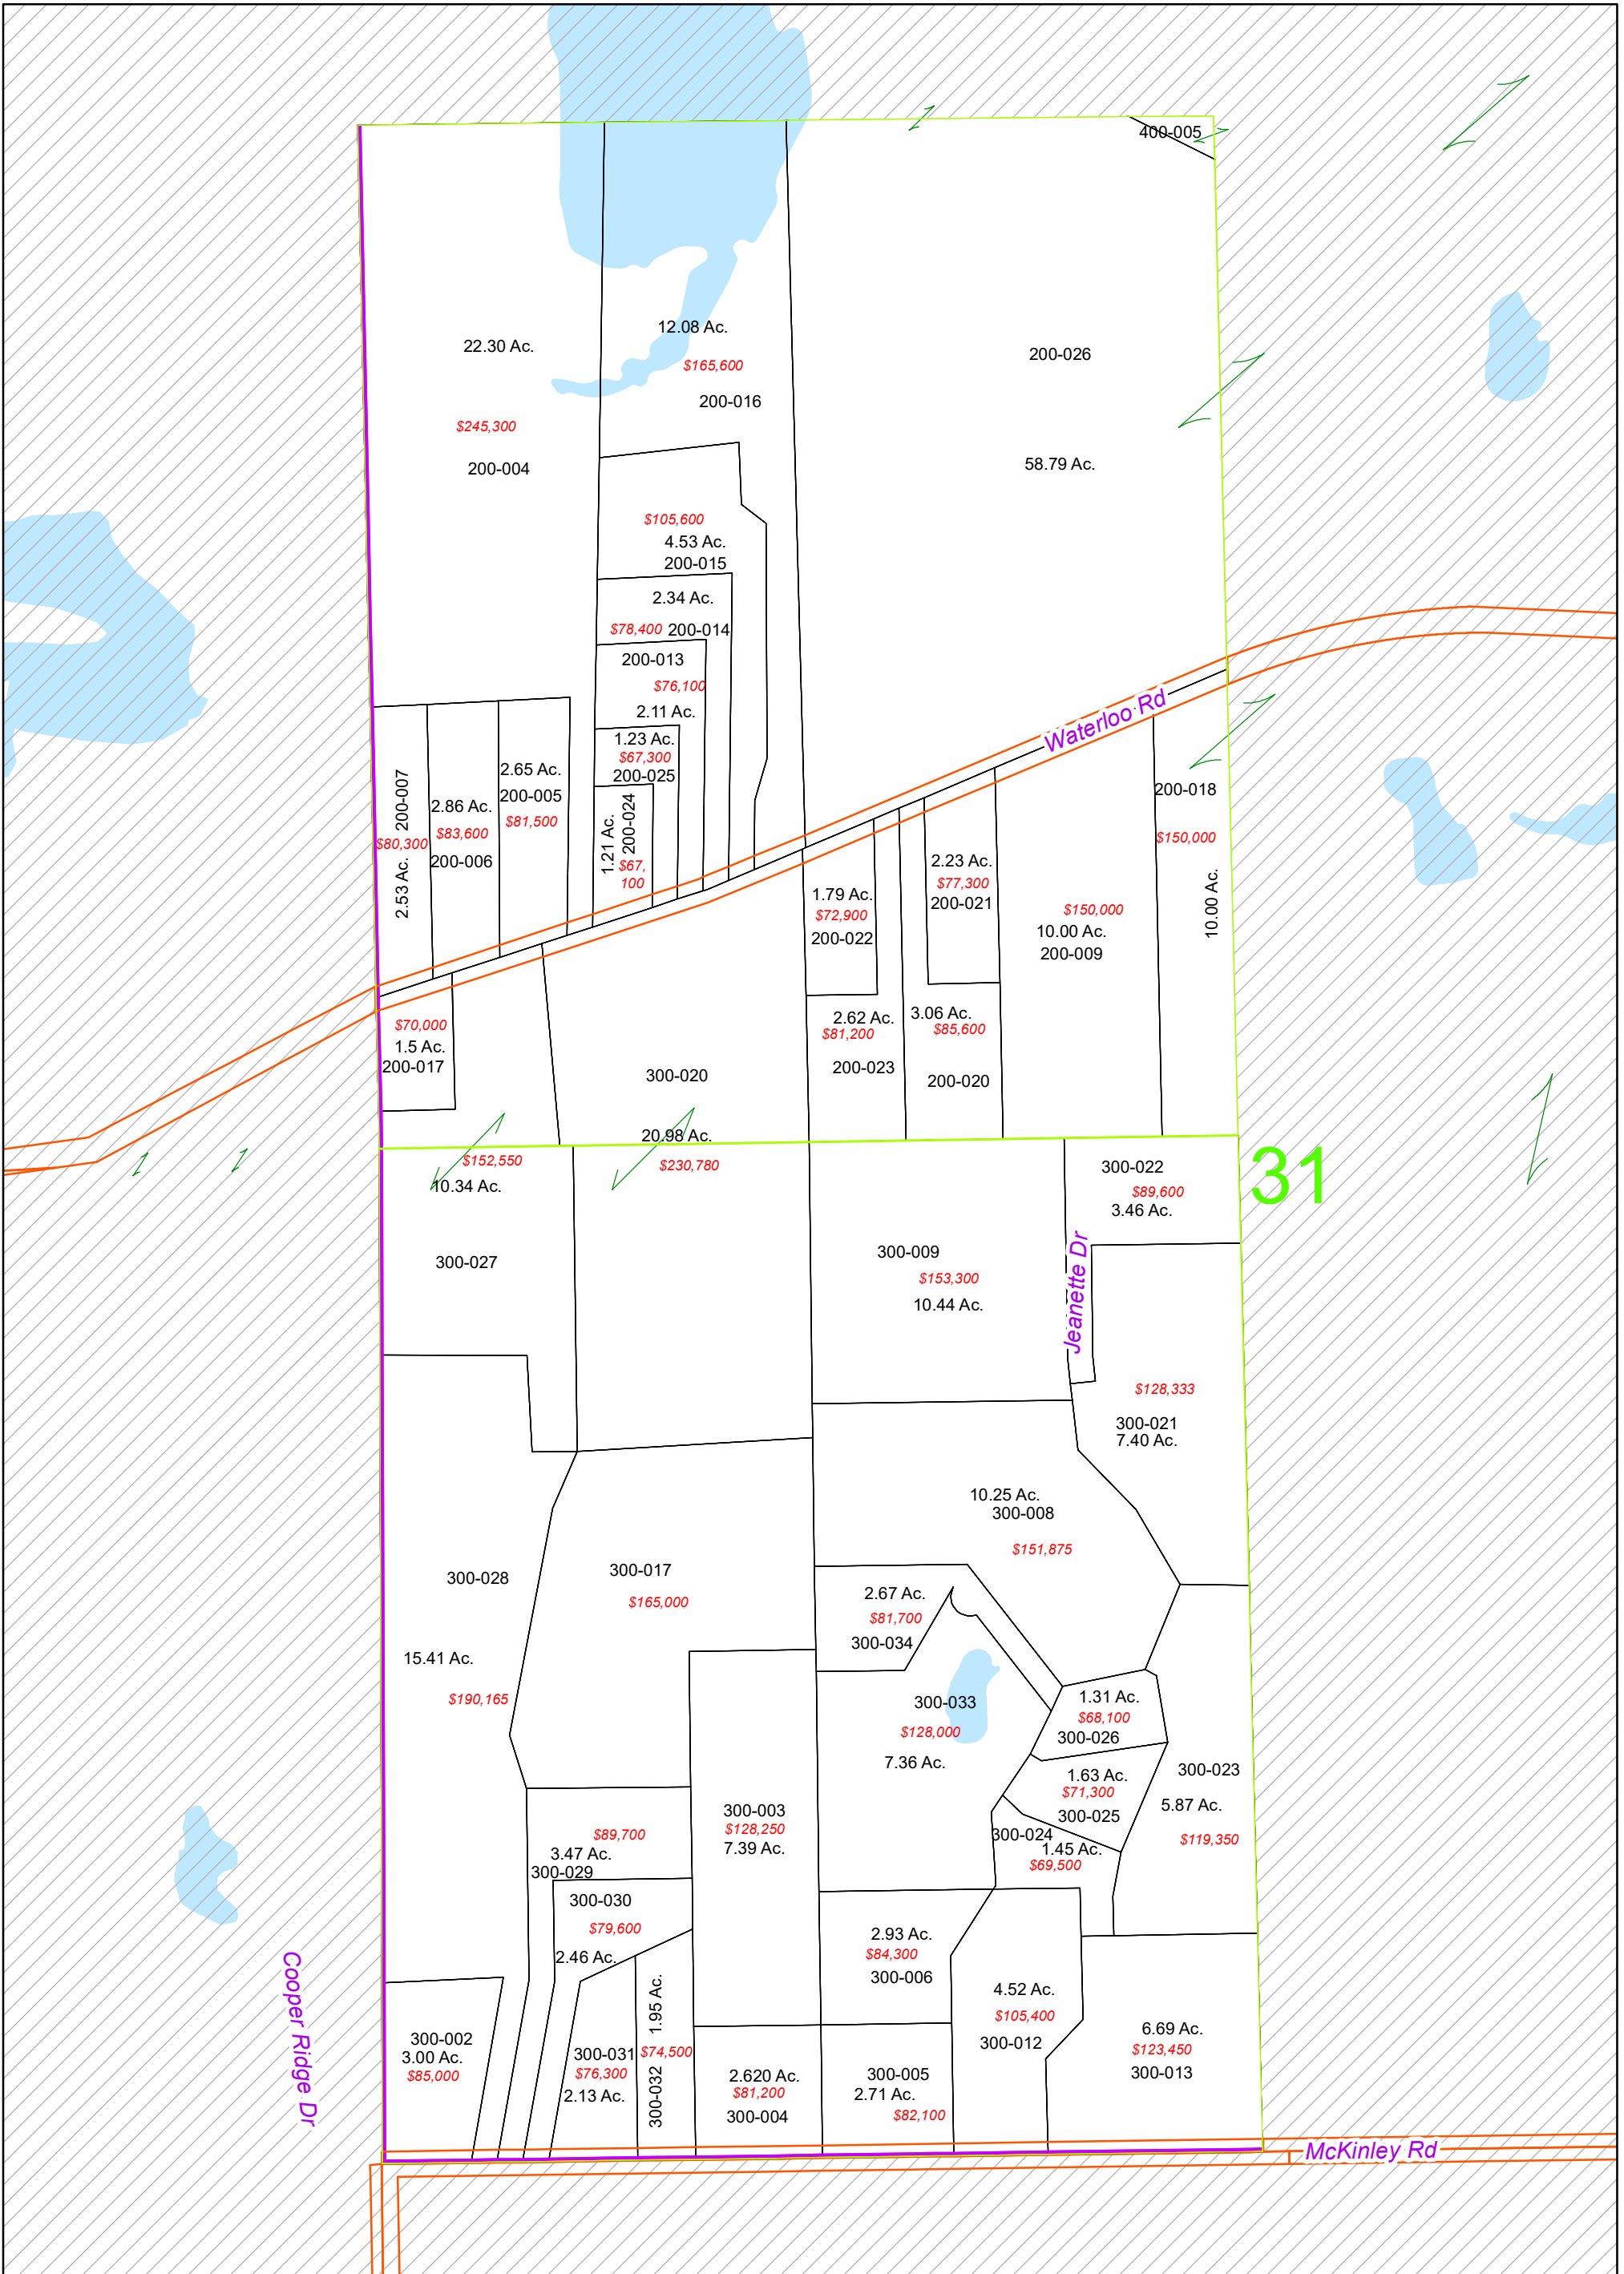 400-005
22.30 Ac.
$245,300
200-004
12.08 Ac.
$165,600
200-016
200-026
58.79 Ac.
$105,600
4.53 Ac.
200-015
2.34 Ac.
$78,400 200-014
200-013
$76,100
2.11 Ac.
1.23 Ac.
$67,300
200-025
1.21 Ac.
200-024
$67,
100
200-007
$80,300
2.53 Ac.
2.86 Ac.
$83,600
200-006
2.65 Ac.
200-005
$81,500
Waterloo Rd
200-018
$150,000
10.00 Ac.
2.23 Ac.
$77,300
200-021
1.79 Ac.
$72,900
200-022
$150,000
10.00 Ac.
200-009
$70,000
1.5 Ac.
200-017
2.62 Ac.
$81,200
200-023
3.06 Ac.
$85,600
200-020
300-020
20.98 Ac.
$230,780
$152,550
10.34 Ac.
300-027
300-022
$89,600
3.46 Ac.
31
300-009
$153,300
10.44 Ac.
Jeanette Dr
$128,333
300-021
7.40 Ac.
10.25 Ac.
300-008
$151,875
300-028
15.41 Ac.
$190,165
300-017
$165,000
2.67 Ac.
$81,700
300-034
300-033
$128,000
7.36 Ac.
1.31 Ac.
$68,100
300-026
1.63 Ac.
$71,300
300-025
300-023
5.87 Ac.
$119,350
300-024
1.45 Ac.
$69,500
300-003
$128,250
7.39 Ac.
$89,700
3.47 Ac.
300-029
300-030
$79,600
2.46 Ac.
2.93 Ac.
$84,300
300-006
4.52 Ac.
$105,400
300-012
6.69 Ac.
$123,450
300-013
Cooper Ridge Dr
300-002
3.00 Ac.
$85,000
300-031
$76,300
2.13 Ac.
1.95 Ac.
$74,500
300-032
2.620 Ac.
$81,200
300-004
300-005
2.71 Ac.
$82,100
McKinley Rd